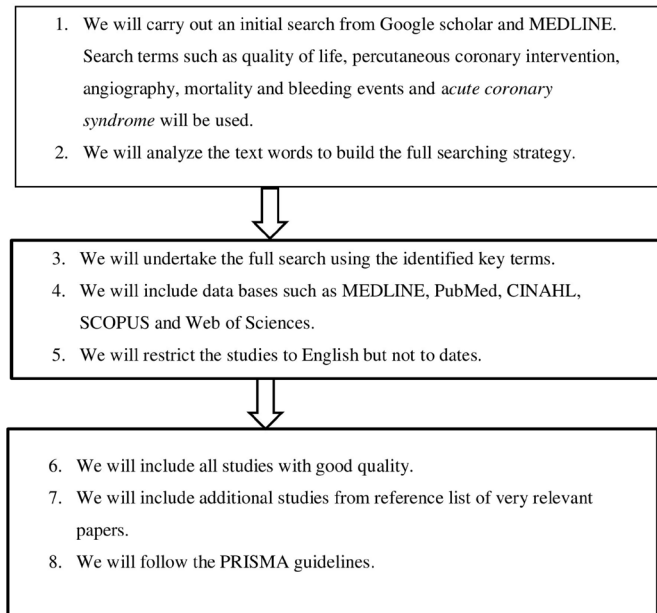 1. We will carry out an initial search from Google scholar and MEDLINE.
Search terms such as quality of life, percutaneous coronary intervention,
angiography, mortality and bleeding events and acute coronary
syndrome will be used.
2. We will analyze the text words to build the full searching strategy.
3. We will undertake the full search using the identified key terms.
4. We will include data bases such as MEDLINE, PubMed, CINAHL,
SCOPUS and Web of Sciences.
5. We will restrict the studies to English but not to dates.
6. We will include all studies with good quality.
7. We will include additional studies from reference list of very relevant
papers.
8. We will follow the PRISMA guidelines.